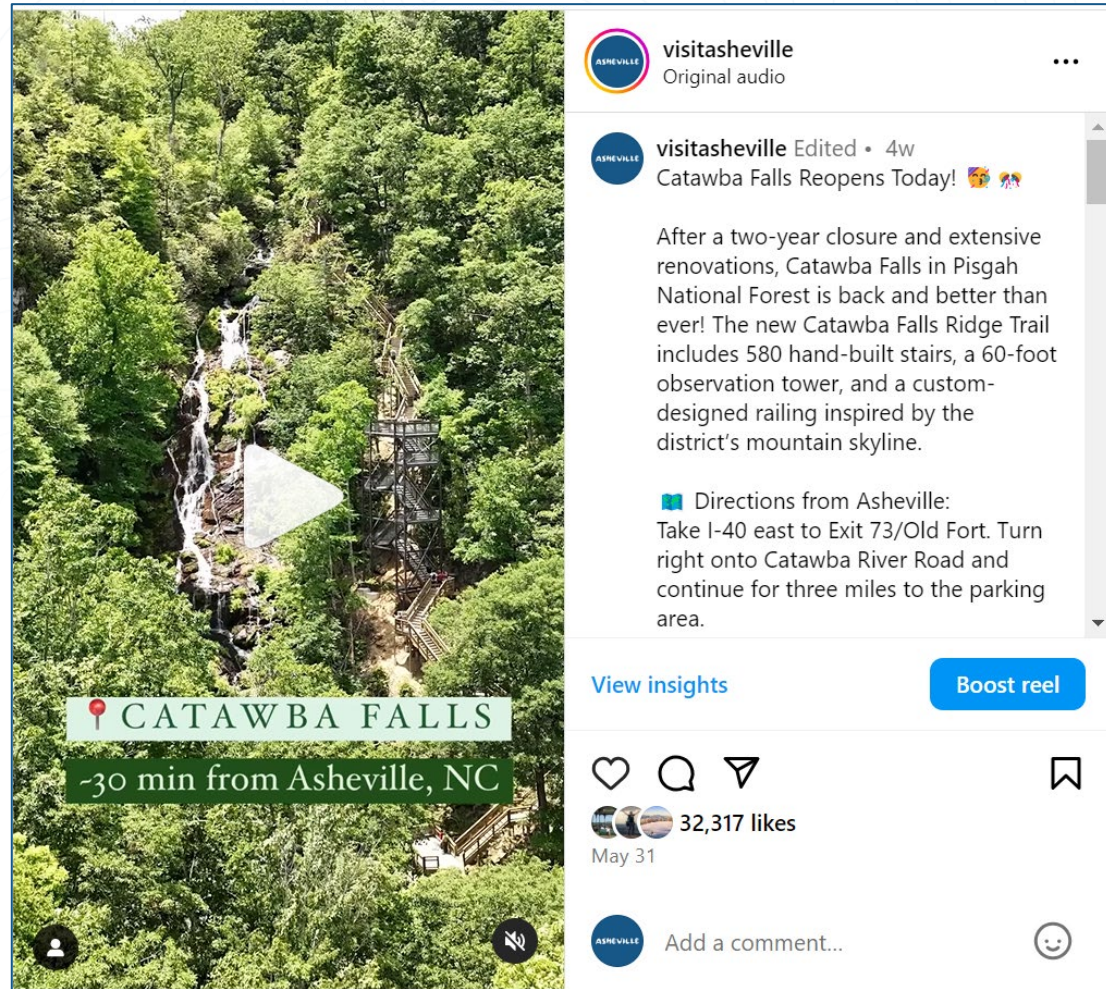 CATAWBA FALLS
~30 min from Asheville, NC
ASHEVILLE
visitasheville
Original audio
ASHEVILLE
visitasheville Edited • 4w
Catawba Falls Reopens Today! 🥳 🎊
After a two-year closure and extensive
renovations, Catawba Falls in Pisgah
National Forest is back and better than
ever! The new Catawba Falls Ridge Trail
includes 580 hand-built stairs, a 60-foot
observation tower, and a custom-
designed railing inspired by the
district’s mountain skyline.
🗺️ Directions from Asheville:
Take I-40 east to Exit 73/Old Fort. Turn
right onto Catawba River Road and
continue for three miles to the parking
area.
View insights
Boost reel
32,317 likes
May 31
ASHEVILLE
Add a comment...